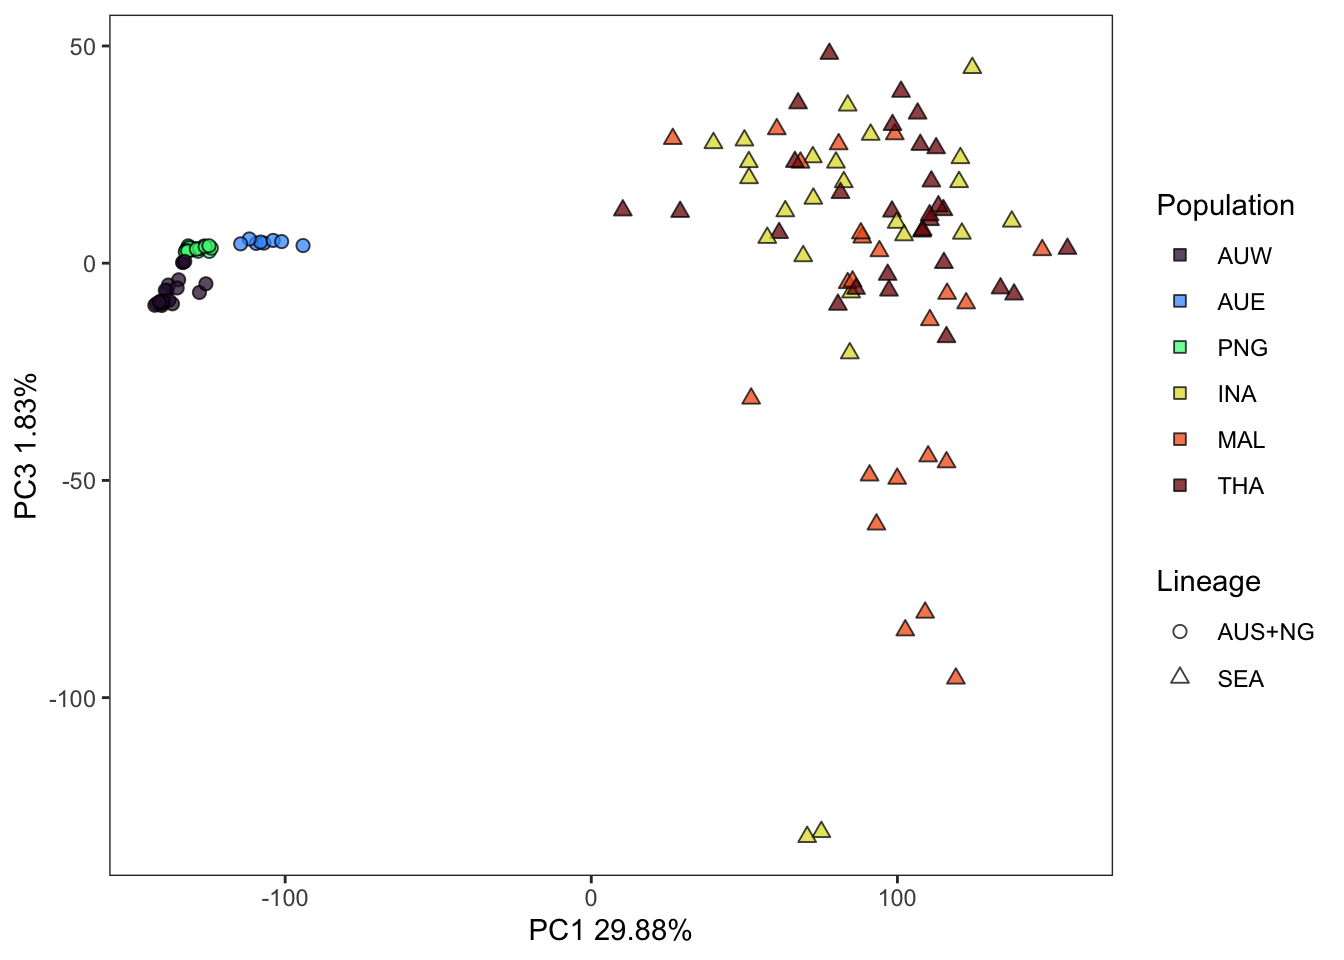 50
0
-50
-100
PC3 1.83%
-100
0
100
PC1 29.88%
Population
AUW
AUE
PNG
INA
MAL
THA
Lineage
AUS+NG
SEA